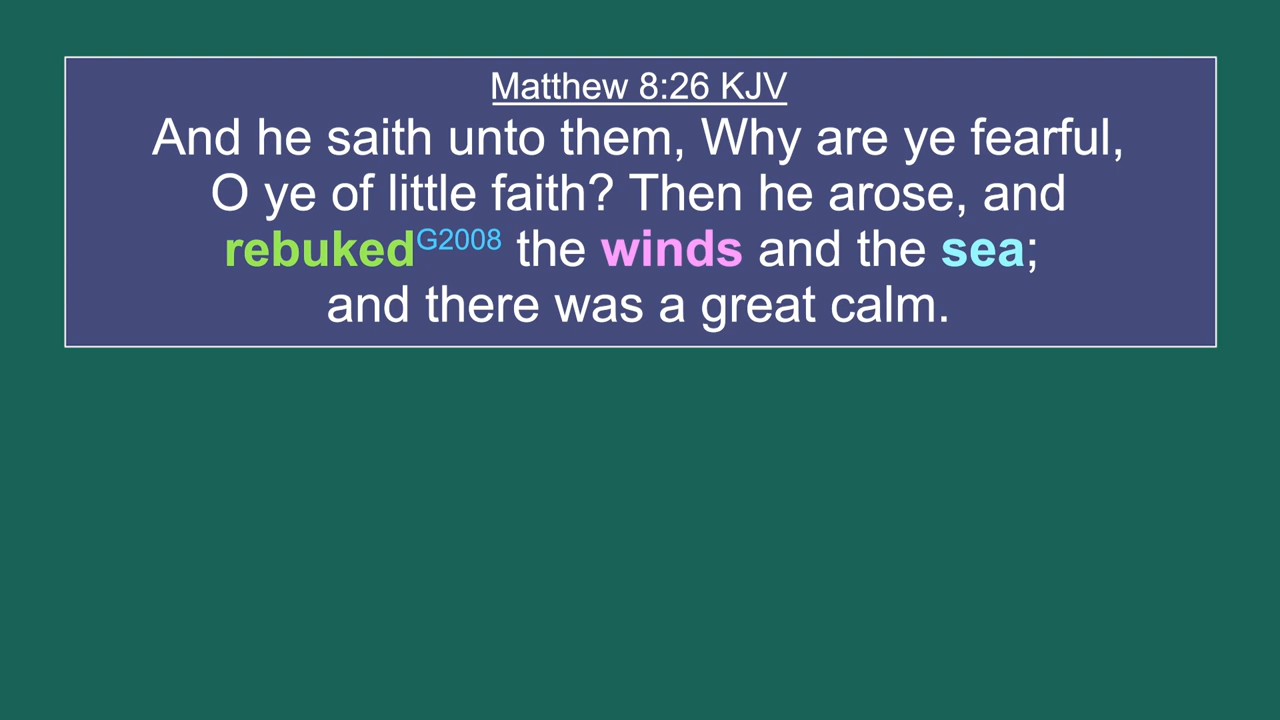 Matthew 8:26 KJV
And he saith unto them, Why are ye fearful,
O ye of little faith? Then he arose, and
rebukedG2008 the winds and the sea;
and there was a great calm.